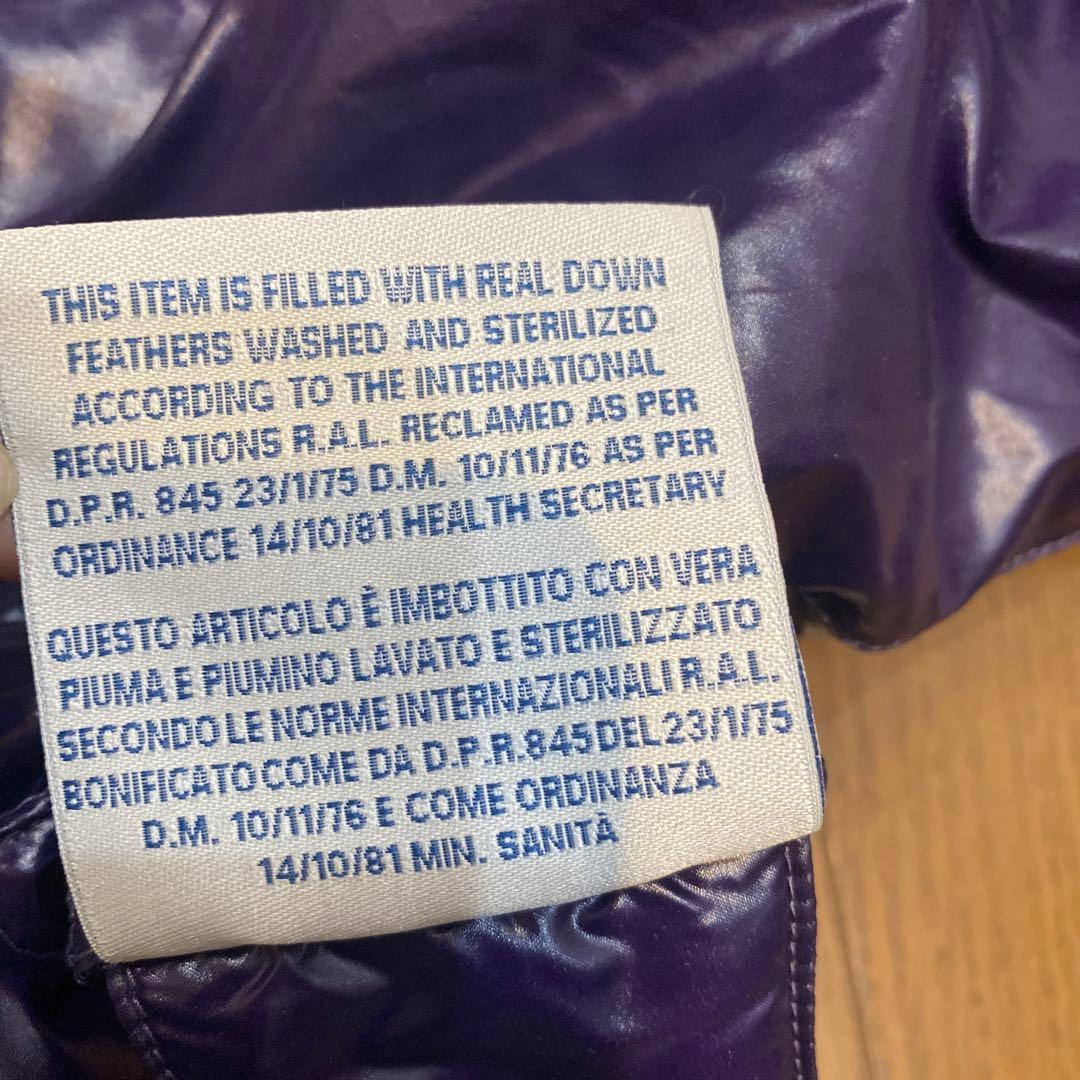 THIS ITEM IS FILLED WITH REAL DOWN
FEATHERS WASHED AND STERILIZED
ACCORDING TO THE INTERNATIONAL
REGULATIONS R.A.L. RECLAIMED AS PER
D.P.R. 845 23/1/75 D.M. 10/11/76 AS PER
ORDINANCE 14/10/81 HEALTH SECRETARY
QUESTO ARTICOLO È IMBOTTITO CON VERA
PIUMA E PIUMINO LAVATO E STERILIZZATO
SECONDO LE NORME INTERNAZIONALI R.A.L.
BONIFICATO COME DA D.P.R. 845 DEL 23/1/75
D.M. 10/11/76 E COME ORDINANZA
14/10/81 MIN. SANITÀ